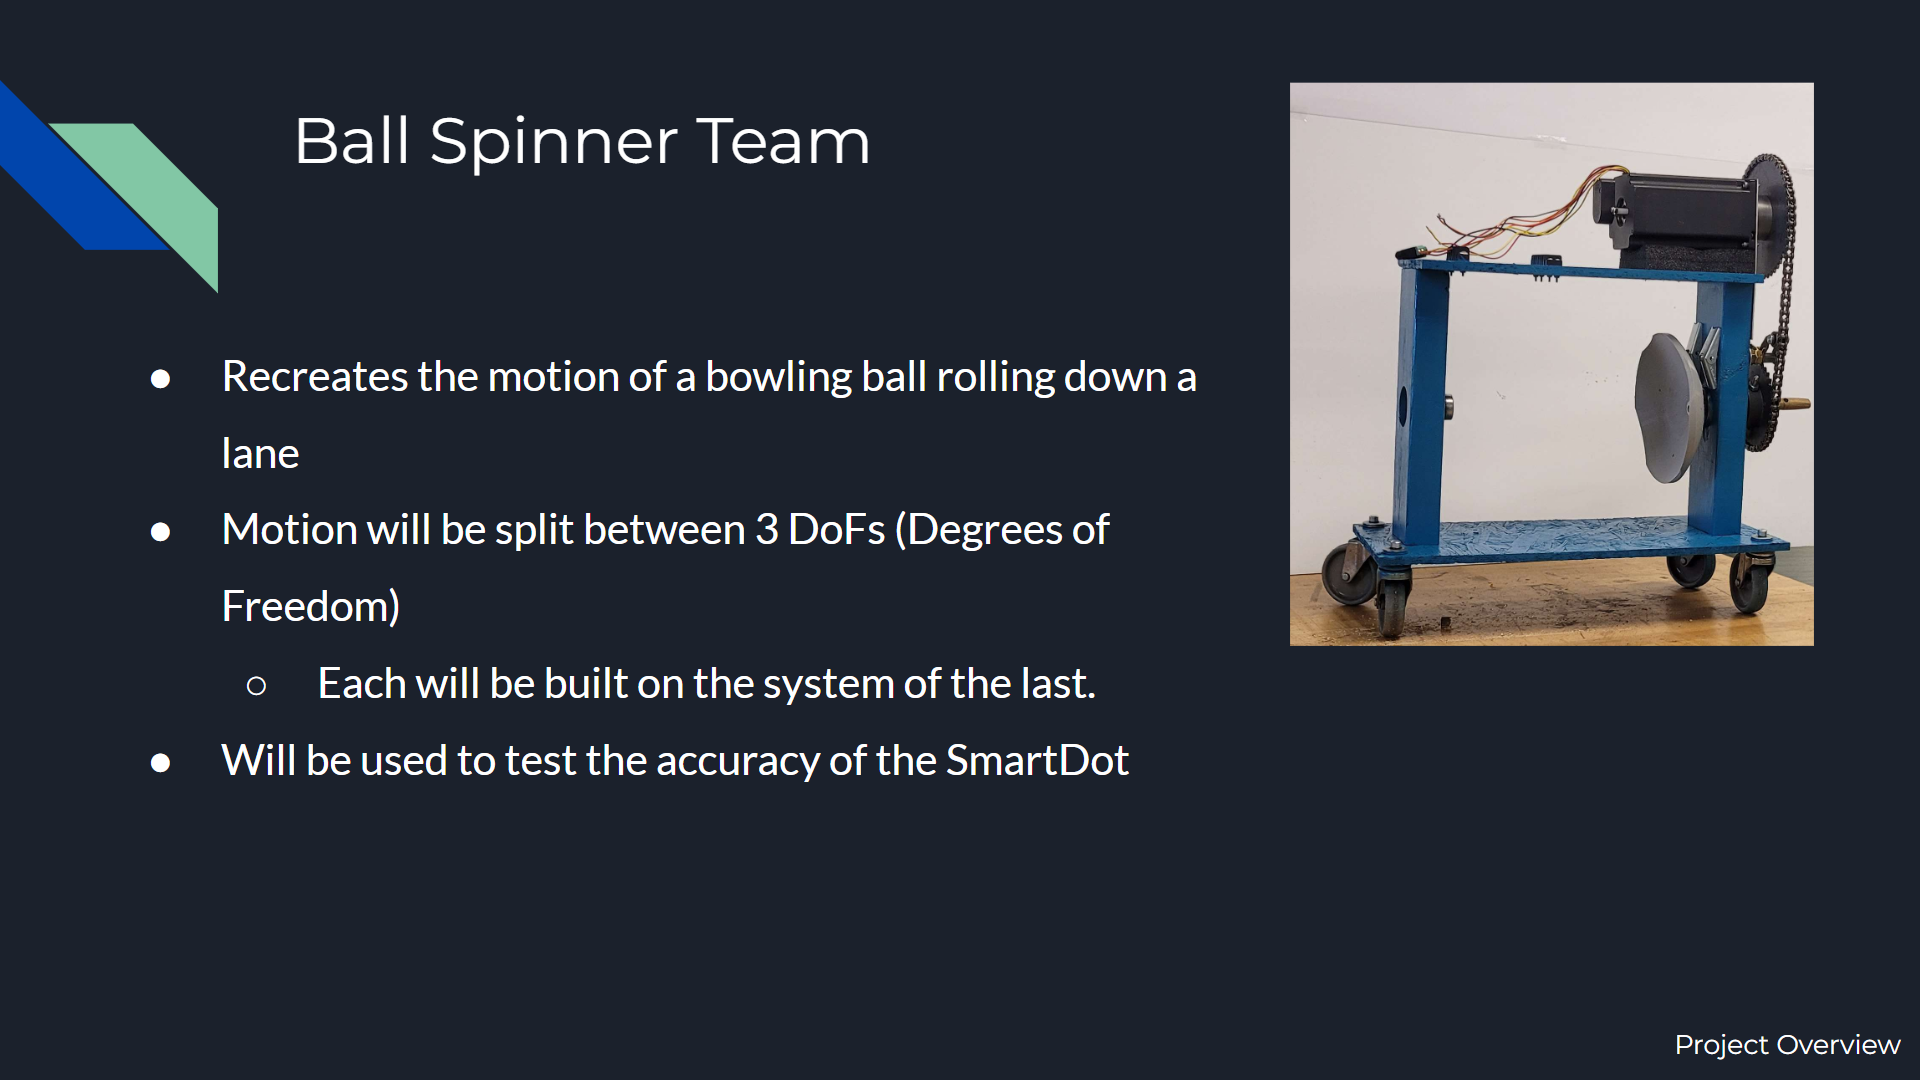 Ball Spinner Team
● Recreates the motion of a bowling ball rolling down a
lane
● Motion will be split between 3 DoFs (Degrees of
Freedom)
○ Each will be built on the system of the last.
● Will be used to test the accuracy of the SmartDot
Project Overview